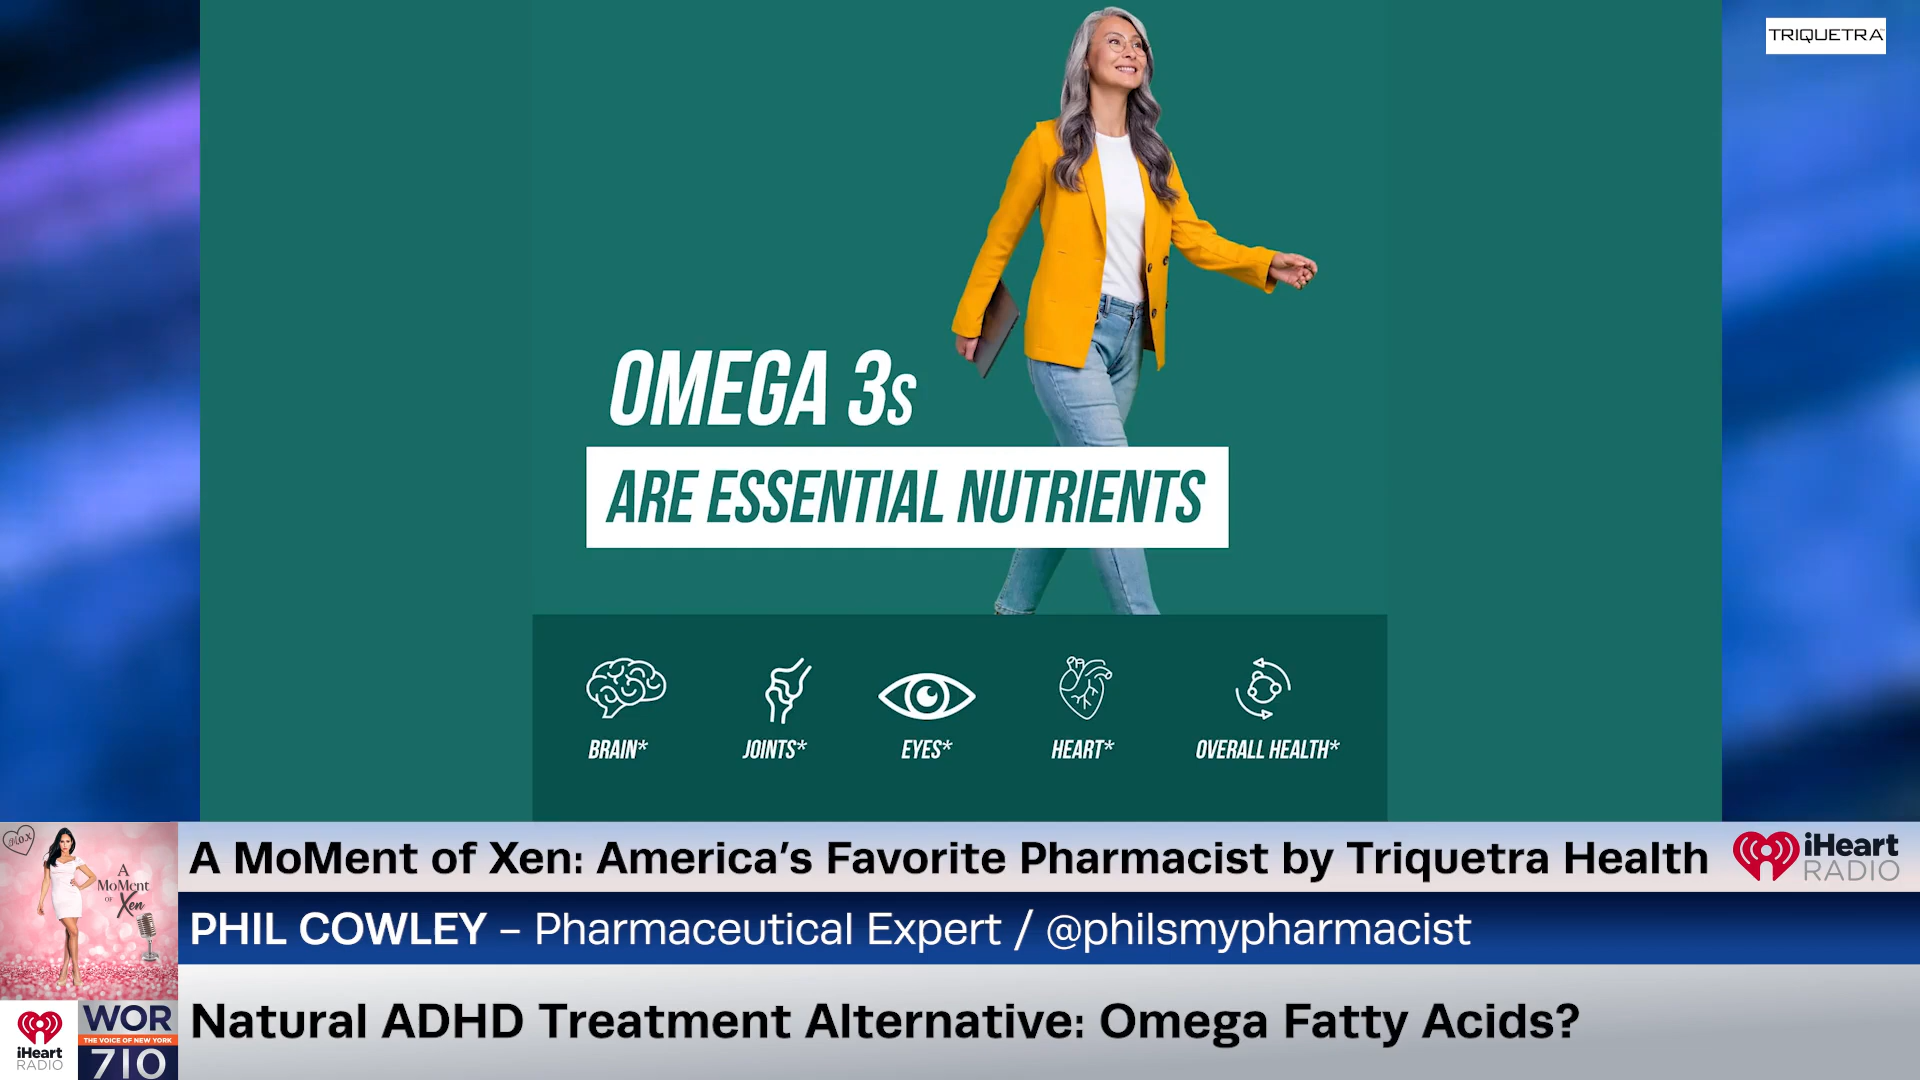 TRIQUETRA
OMEGA 3s
ARE ESSENTIAL NUTRIENTS
BRAIN*
JOINTS*
EYES*
HEART*
OVERALL HEALTH*
M.O.X
A
MoMent
OF Xen
A MoMent of Xen: America's Favorite Pharmacist by Triquetra Health
iHeart
RADIO
PHIL COWLEY – Pharmaceutical Expert / @philsmypharmacist
iHeart
RADIO
WOR
THE VOICE OF NEW YORK
710
Natural ADHD Treatment Alternative: Omega Fatty Acids?